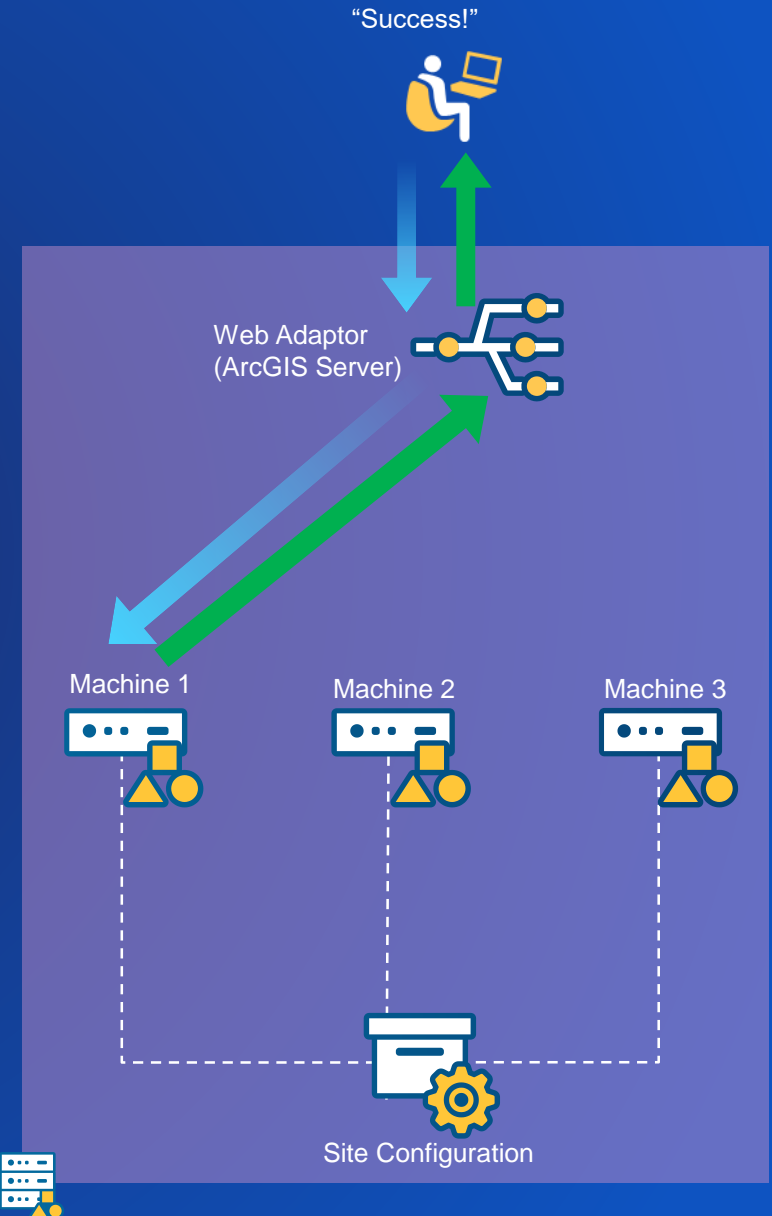 “Success!”
Web Adaptor
(ArcGIS Server)
Machine 1
Machine 2
Machine 3
Site Configuration